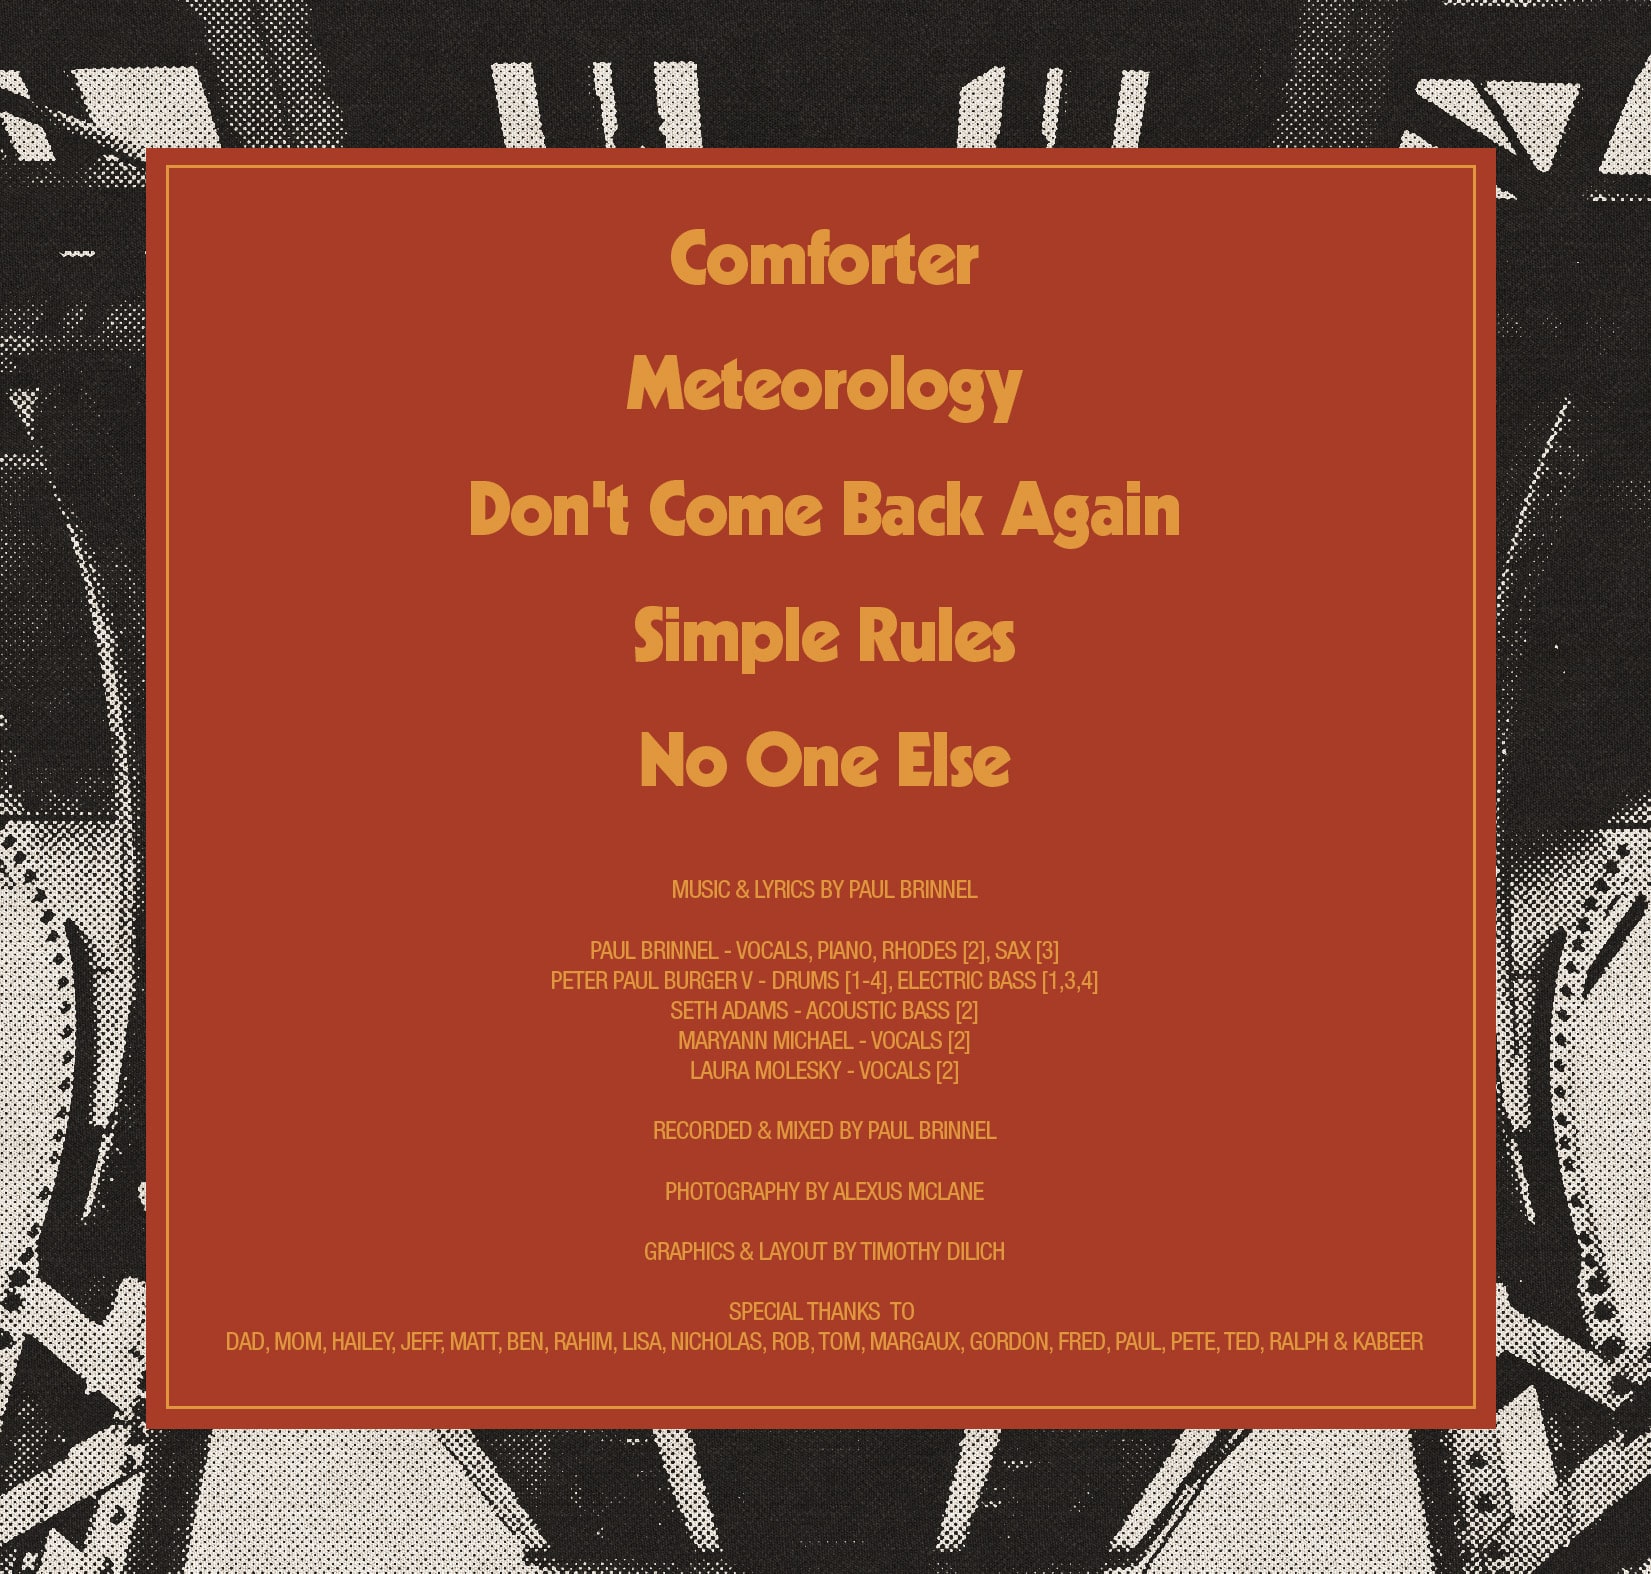 Comforter
Meteorology
Don't Come Back Again
Simple Rules
No One Else
MUSIC & LYRICS BY PAUL BRINNEL
PAUL BRINNEL - VOCALS, PIANO, RHODES [2], SAX [3]
PETER PAUL BURGER V - DRUMS [1-4], ELECTRIC BASS [1,3,4]
SETH ADAMS - ACOUSTIC BASS [2]
MARYANN MICHAEL - VOCALS [2]
LAURA MOLESKY - VOCALS [2]
RECORDED & MIXED BY PAUL BRINNEL
PHOTOGRAPHY BY ALEXUS MCLANE
GRAPHICS & LAYOUT BY TIMOTHY DILICH
SPECIAL THANKS TO
DAD, MOM, HAILEY, JEFF, MATT, BEN, RAHIM, LISA, NICHOLAS, ROB, TOM, MARGAUX, GORDON, FRED, PAUL, PETE, TED, RALPH & KABEER